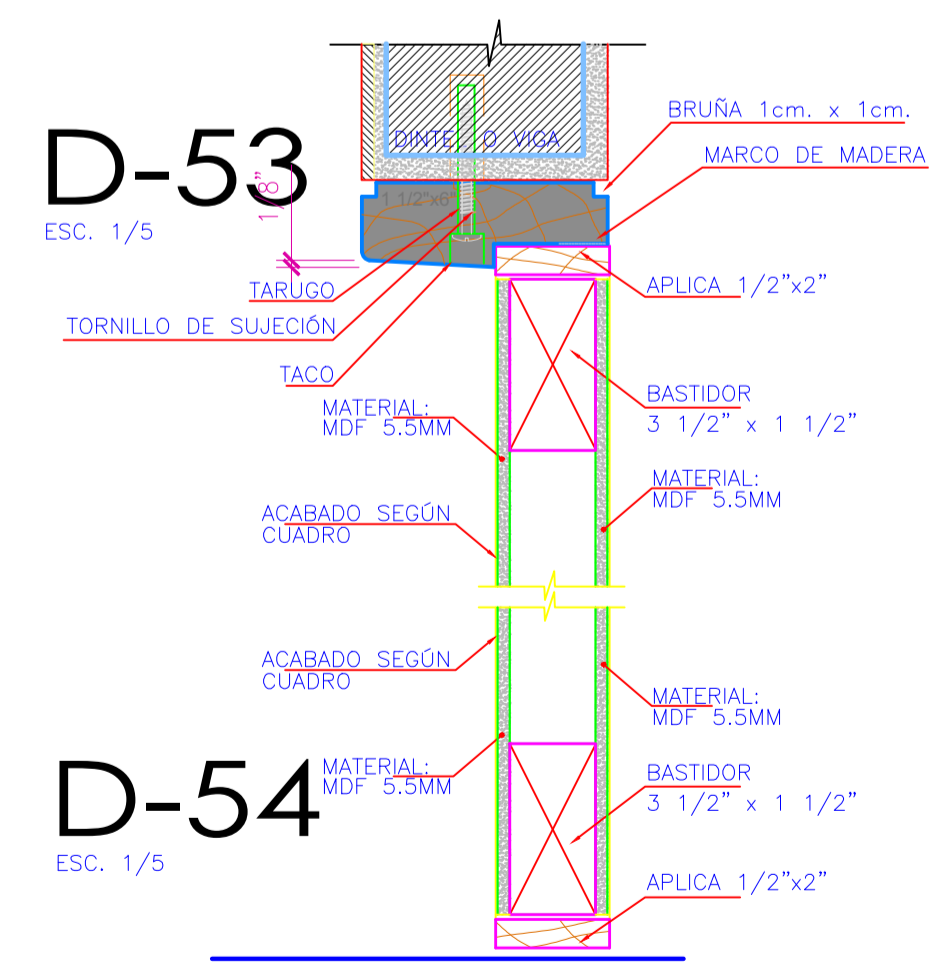 D-53
ESC. 1/5
1/8"
DINTEL O VIGA
1 1/2"x6"
BRUÑA 1cm. x 1cm.
MARCO DE MADERA
TARUGO
TORNILLO DE SUJECIÓN
TACO
APLICA 1/2"x2"
MATERIAL:
MDF 5.5MM
BASTIDOR
3 1/2" x 1 1/2"
ACABADO SEGÚN
CUADRO
MATERIAL:
MDF 5.5MM
ACABADO SEGÚN
CUADRO
MATERIAL:
MDF 5.5MM
D-54
ESC. 1/5
MATERIAL:
MDF 5.5MM
BASTIDOR
3 1/2" x 1 1/2"
APLICA 1/2"x2"